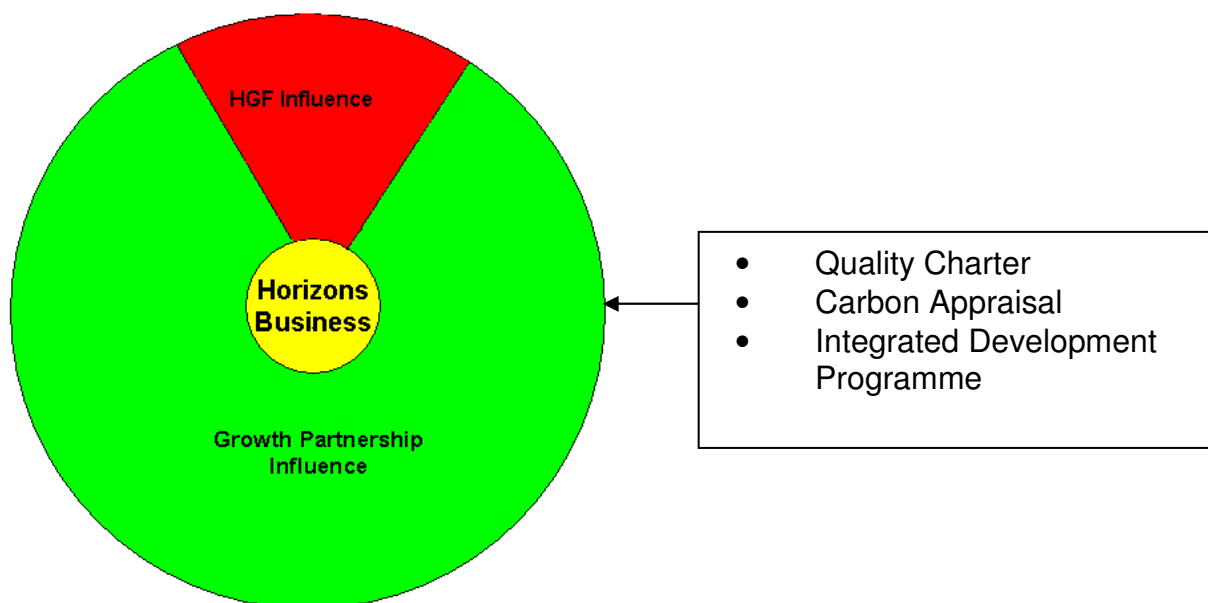 HGF Influence
Horizons
Business
Growth Partnership
Influence
• Quality Charter
• Carbon Appraisal
• Integrated Development
Programme